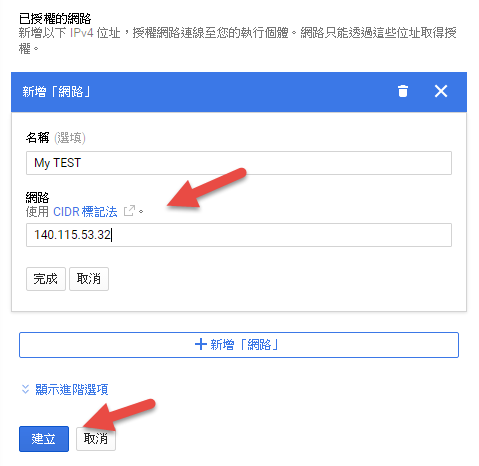 已授權的網路
新增以下 IPv4 位址，授權網路連線至您的執行個體。網路只能透過這些位址取得授
權。
新增「網路」
名稱 (選填)
My TEST
網路
使用 CIDR 標記法 。
140.115.53.32
完成 取消
新增「網路」
顯示進階選項
建立 取消